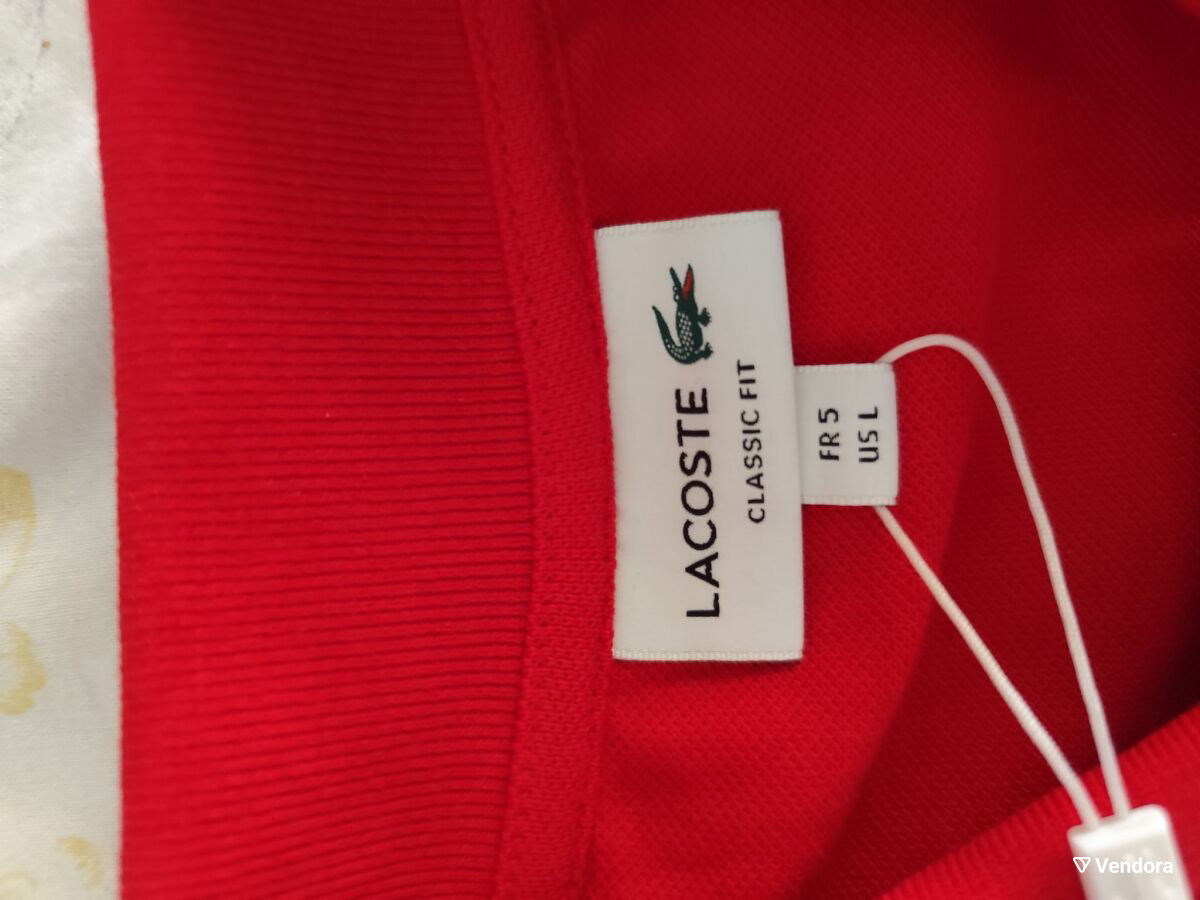 LACOSTE
CLASSIC FIT
FR 5
US L
Vendora